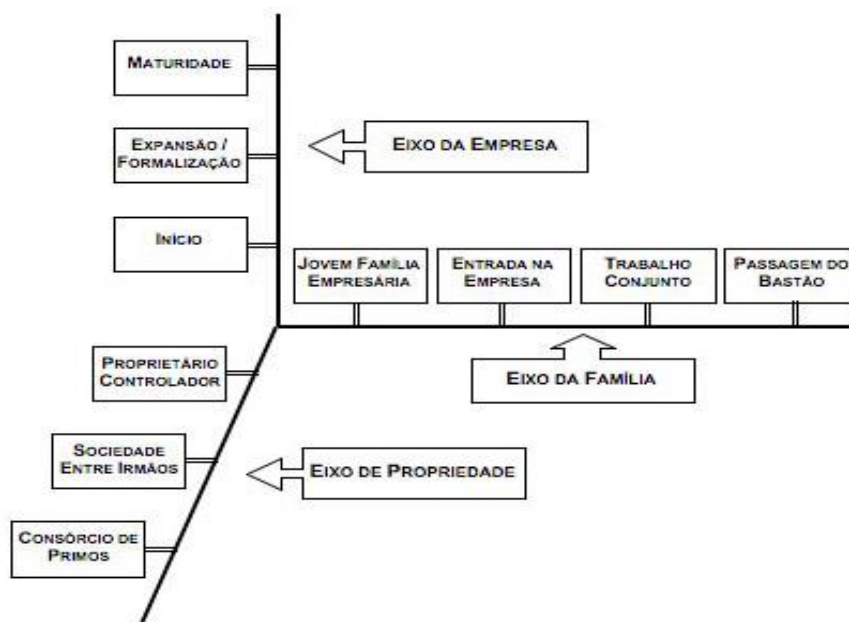 MATURIDADE
EXPANSÃO /
FORMALIZAÇÃO
EIXO DA EMPRESA
INÍCIO
JOVEM FAMÍLIA
EMPRESÁRIA
ENTRADA NA
EMPRESA
TRABALHO
CONJUNTO
PASSAGEM DO
BASTÃO
PROPRIETÁRIO
CONTROLADOR
EIXO DA FAMÍLIA
SOCIEDADE
ENTRE IRMÃOS
EIXO DE PROPRIEDADE
CONSÓRCIO DE
PRIMOS